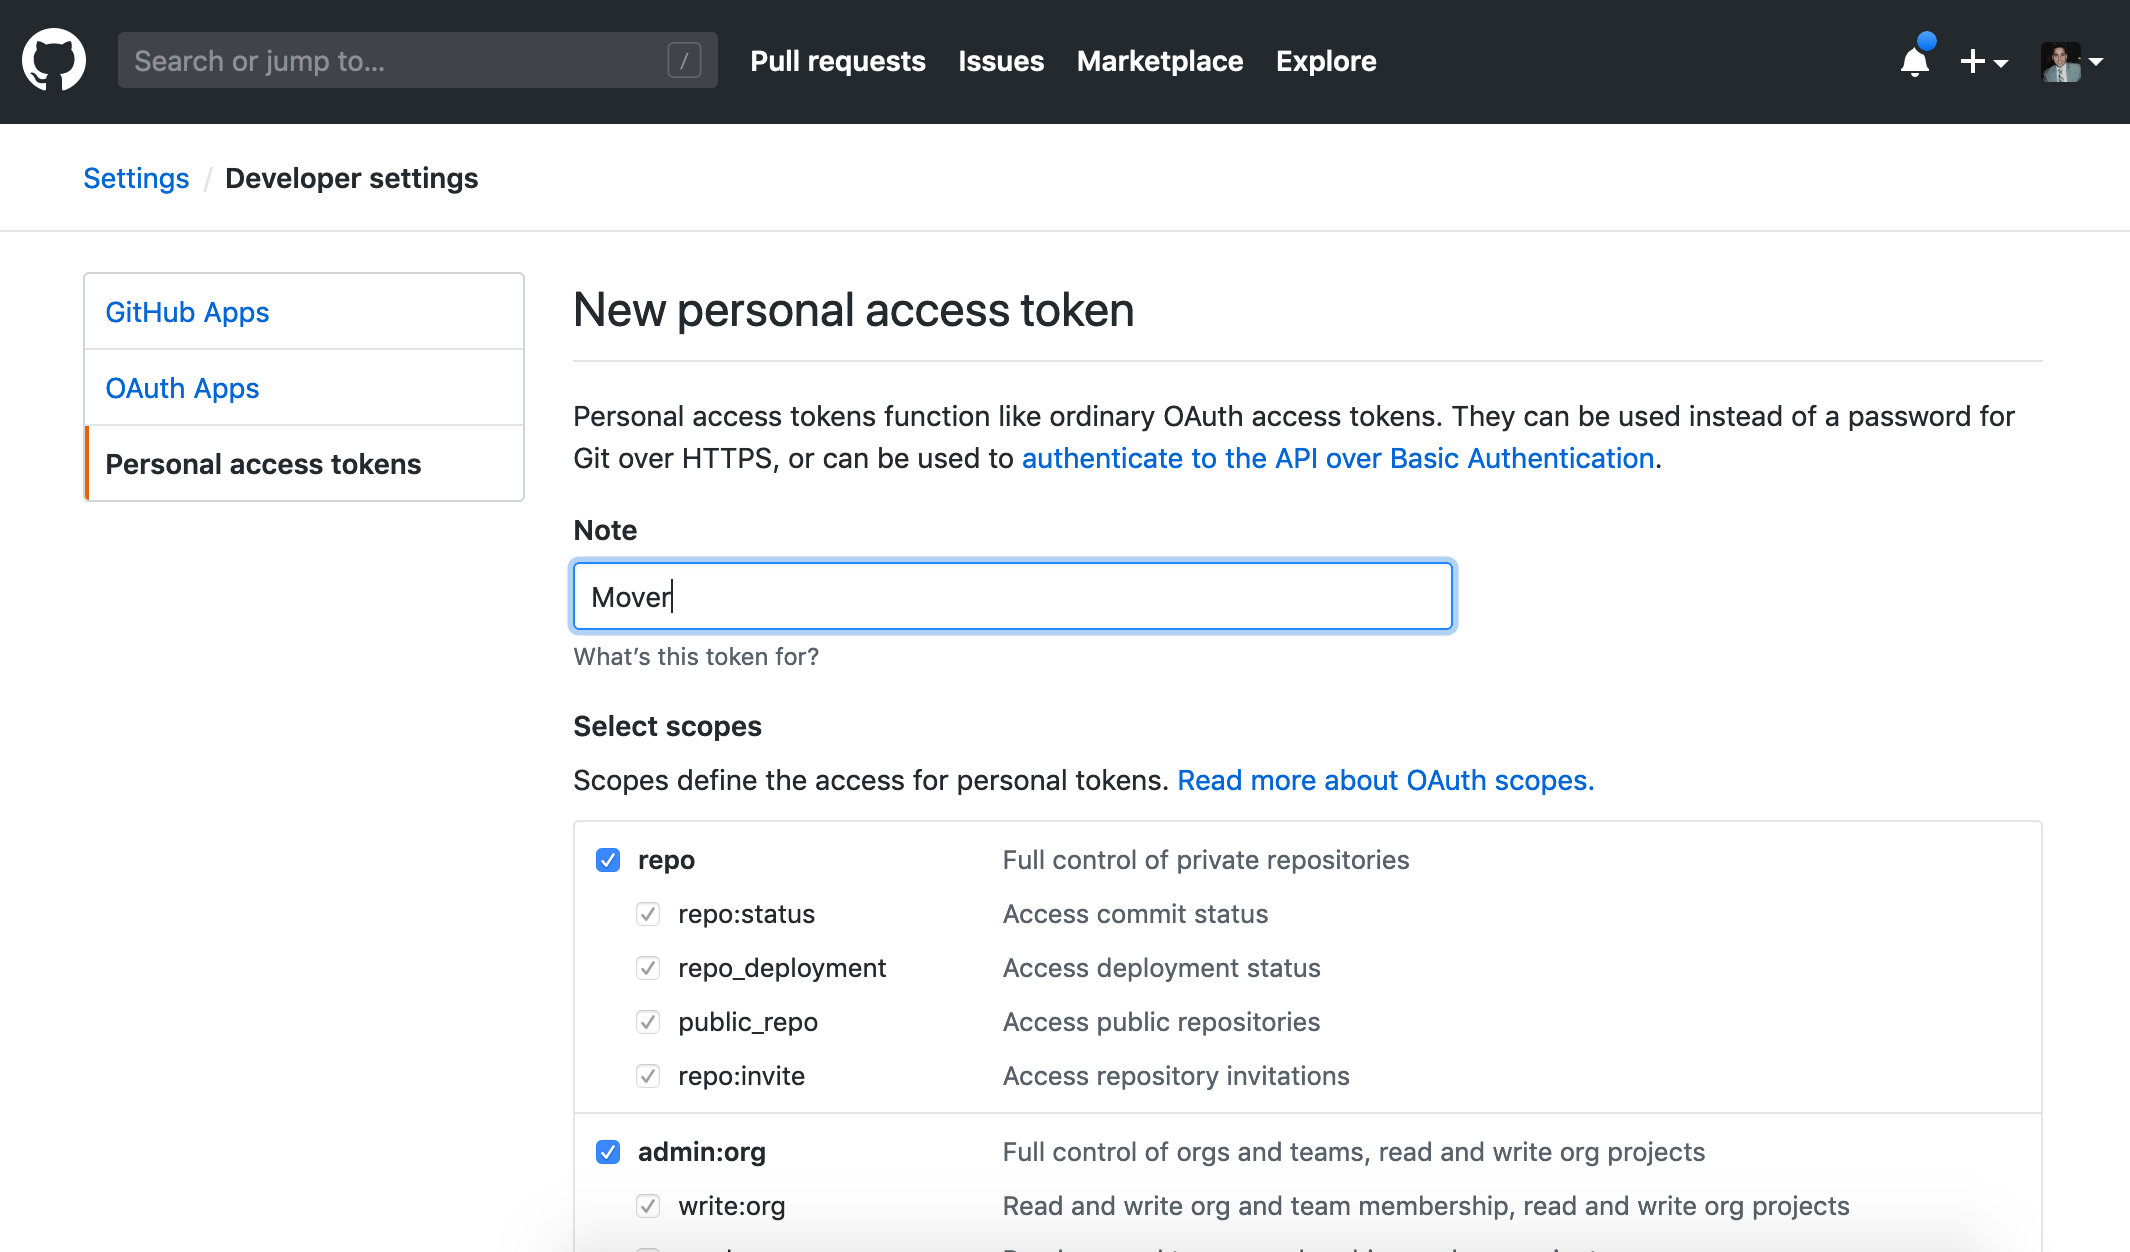 Search or jump to... /
Pull requests Issues Marketplace Explore
Settings / Developer settings
GitHub Apps
OAuth Apps
Personal access tokens
New personal access token
Personal access tokens function like ordinary OAuth access tokens. They can be used instead of a password for
Git over HTTPS, or can be used to authenticate to the API over Basic Authentication.
Note
Mover
What’s this token for?
Select scopes
Scopes define the access for personal tokens. Read more about OAuth scopes.
repo Full control of private repositories
repo:status Access commit status
repo_deployment Access deployment status
public_repo Access public repositories
repo:invite Access repository invitations
admin:org Full control of orgs and teams, read and write org projects
write:org Read and write org and team membership, read and write org projects